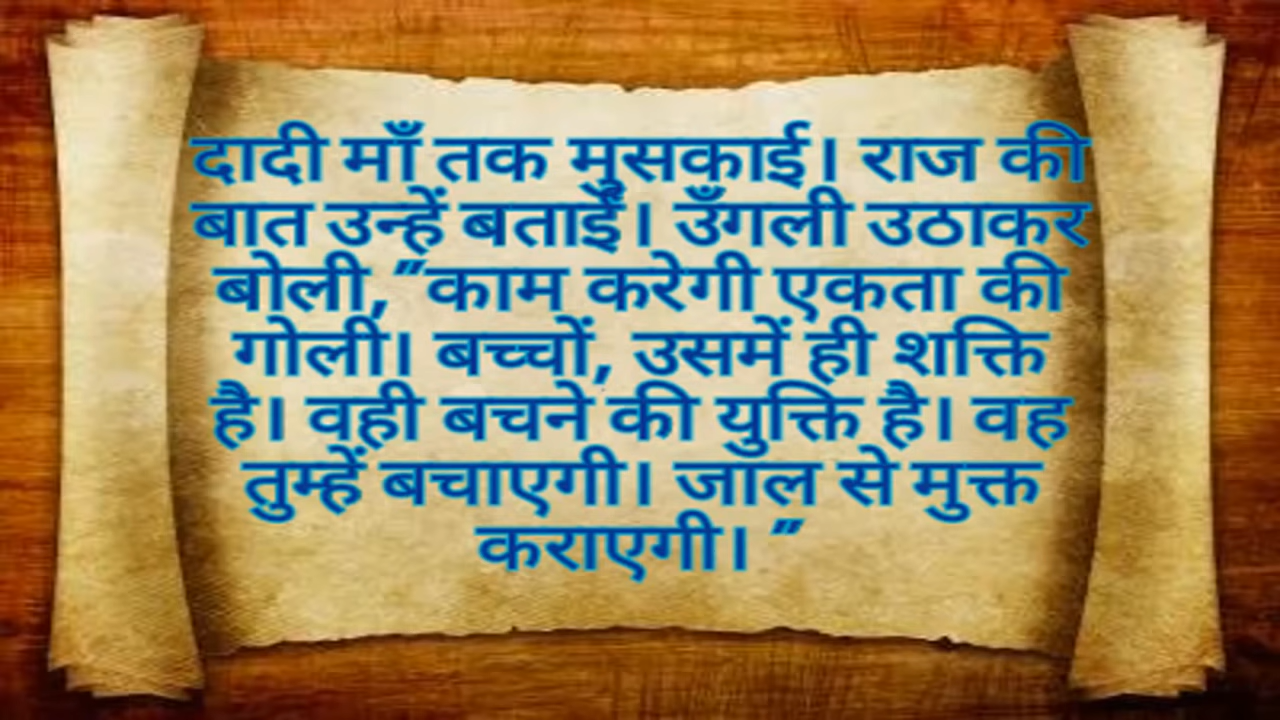 दादी माँ तक मुसकाई। राज की
बात उन्हें बताईं। उँगली उठाकर
बोली,"काम करेगी एकता की
गोली। बच्चों, उसमें ही शक्ति
है। वही बचने की युक्ति है। वह
तुम्हें बचाएगी। जाल से मुक्त
कराएगी। "